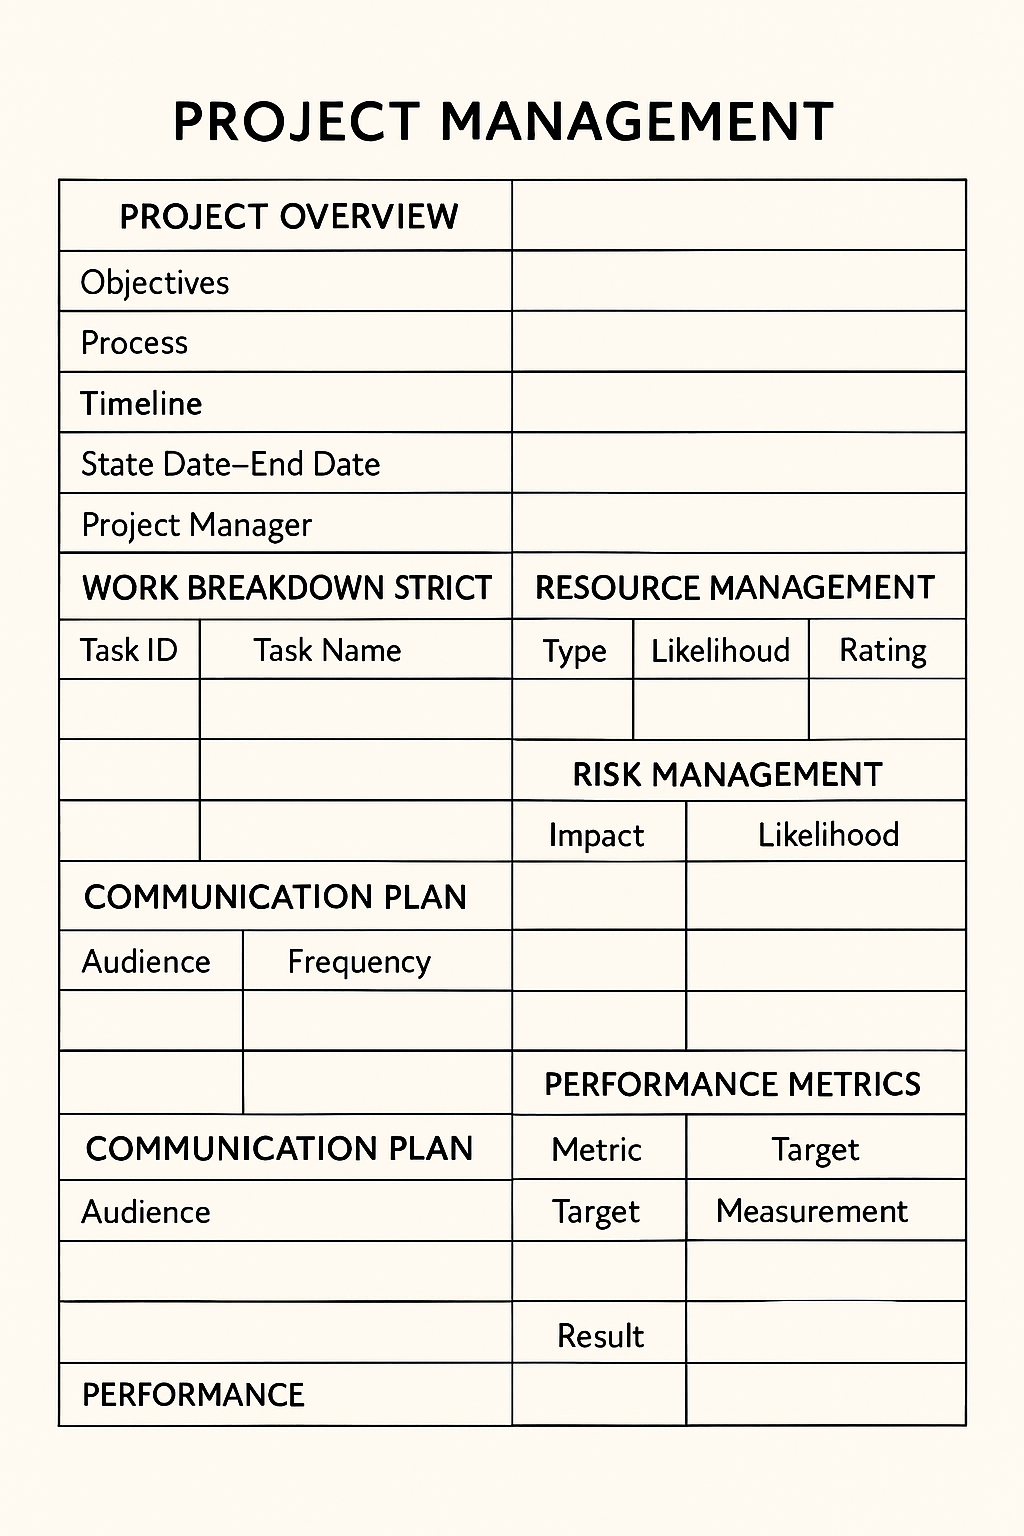 PROJECT MANAGEMENT
PROJECT OVERVIEW
Objectives
Process
Timeline
State Date–End Date
Project Manager
WORK BREAKDOWN STRICT
Task ID Task Name
COMMUNICATION PLAN
Audience Frequency
COMMUNICATION PLAN
Audience
PERFORMANCE
RESOURCE MANAGEMENT
Type Likelihoud Rating
RISK MANAGEMENT
Impact Likelihood
PERFORMANCE METRICS
Metric Target
Target Measurement
Result